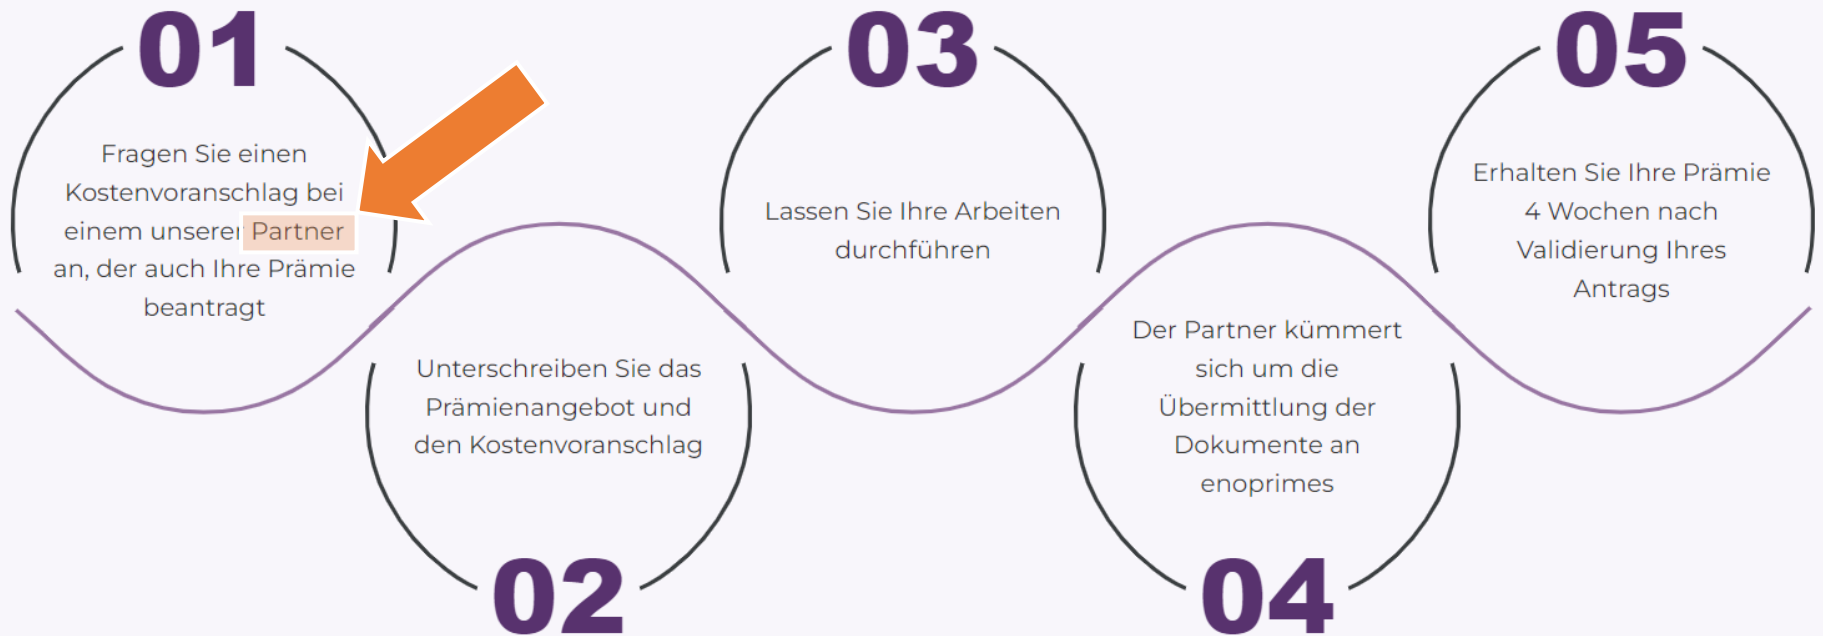 01
Fragen Sie einen
Kostenvoranschlag bei
einem unserer Partner
an, der auch Ihre Prämie
beantragt
02
Unterschreiben Sie das
Prämienangebot und
den Kostenvoranschlag
03
Lassen Sie Ihre Arbeiten
durchführen
04
Der Partner kümmert
sich um die
Übermittlung der
Dokumente an
enoprimes
05
Erhalten Sie Ihre Prämie
4 Wochen nach
Validierung Ihres
Antrags